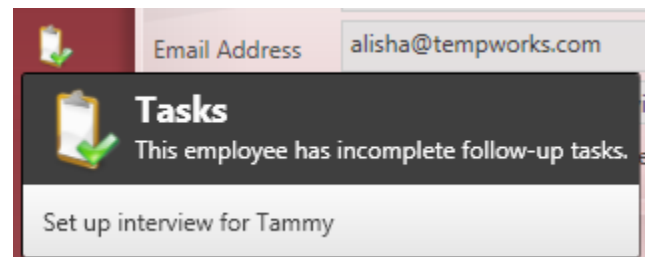 Email Address alisha@tempworks.com
Tasks
This employee has incomplete follow-up tasks.
Set up interview for Tammy